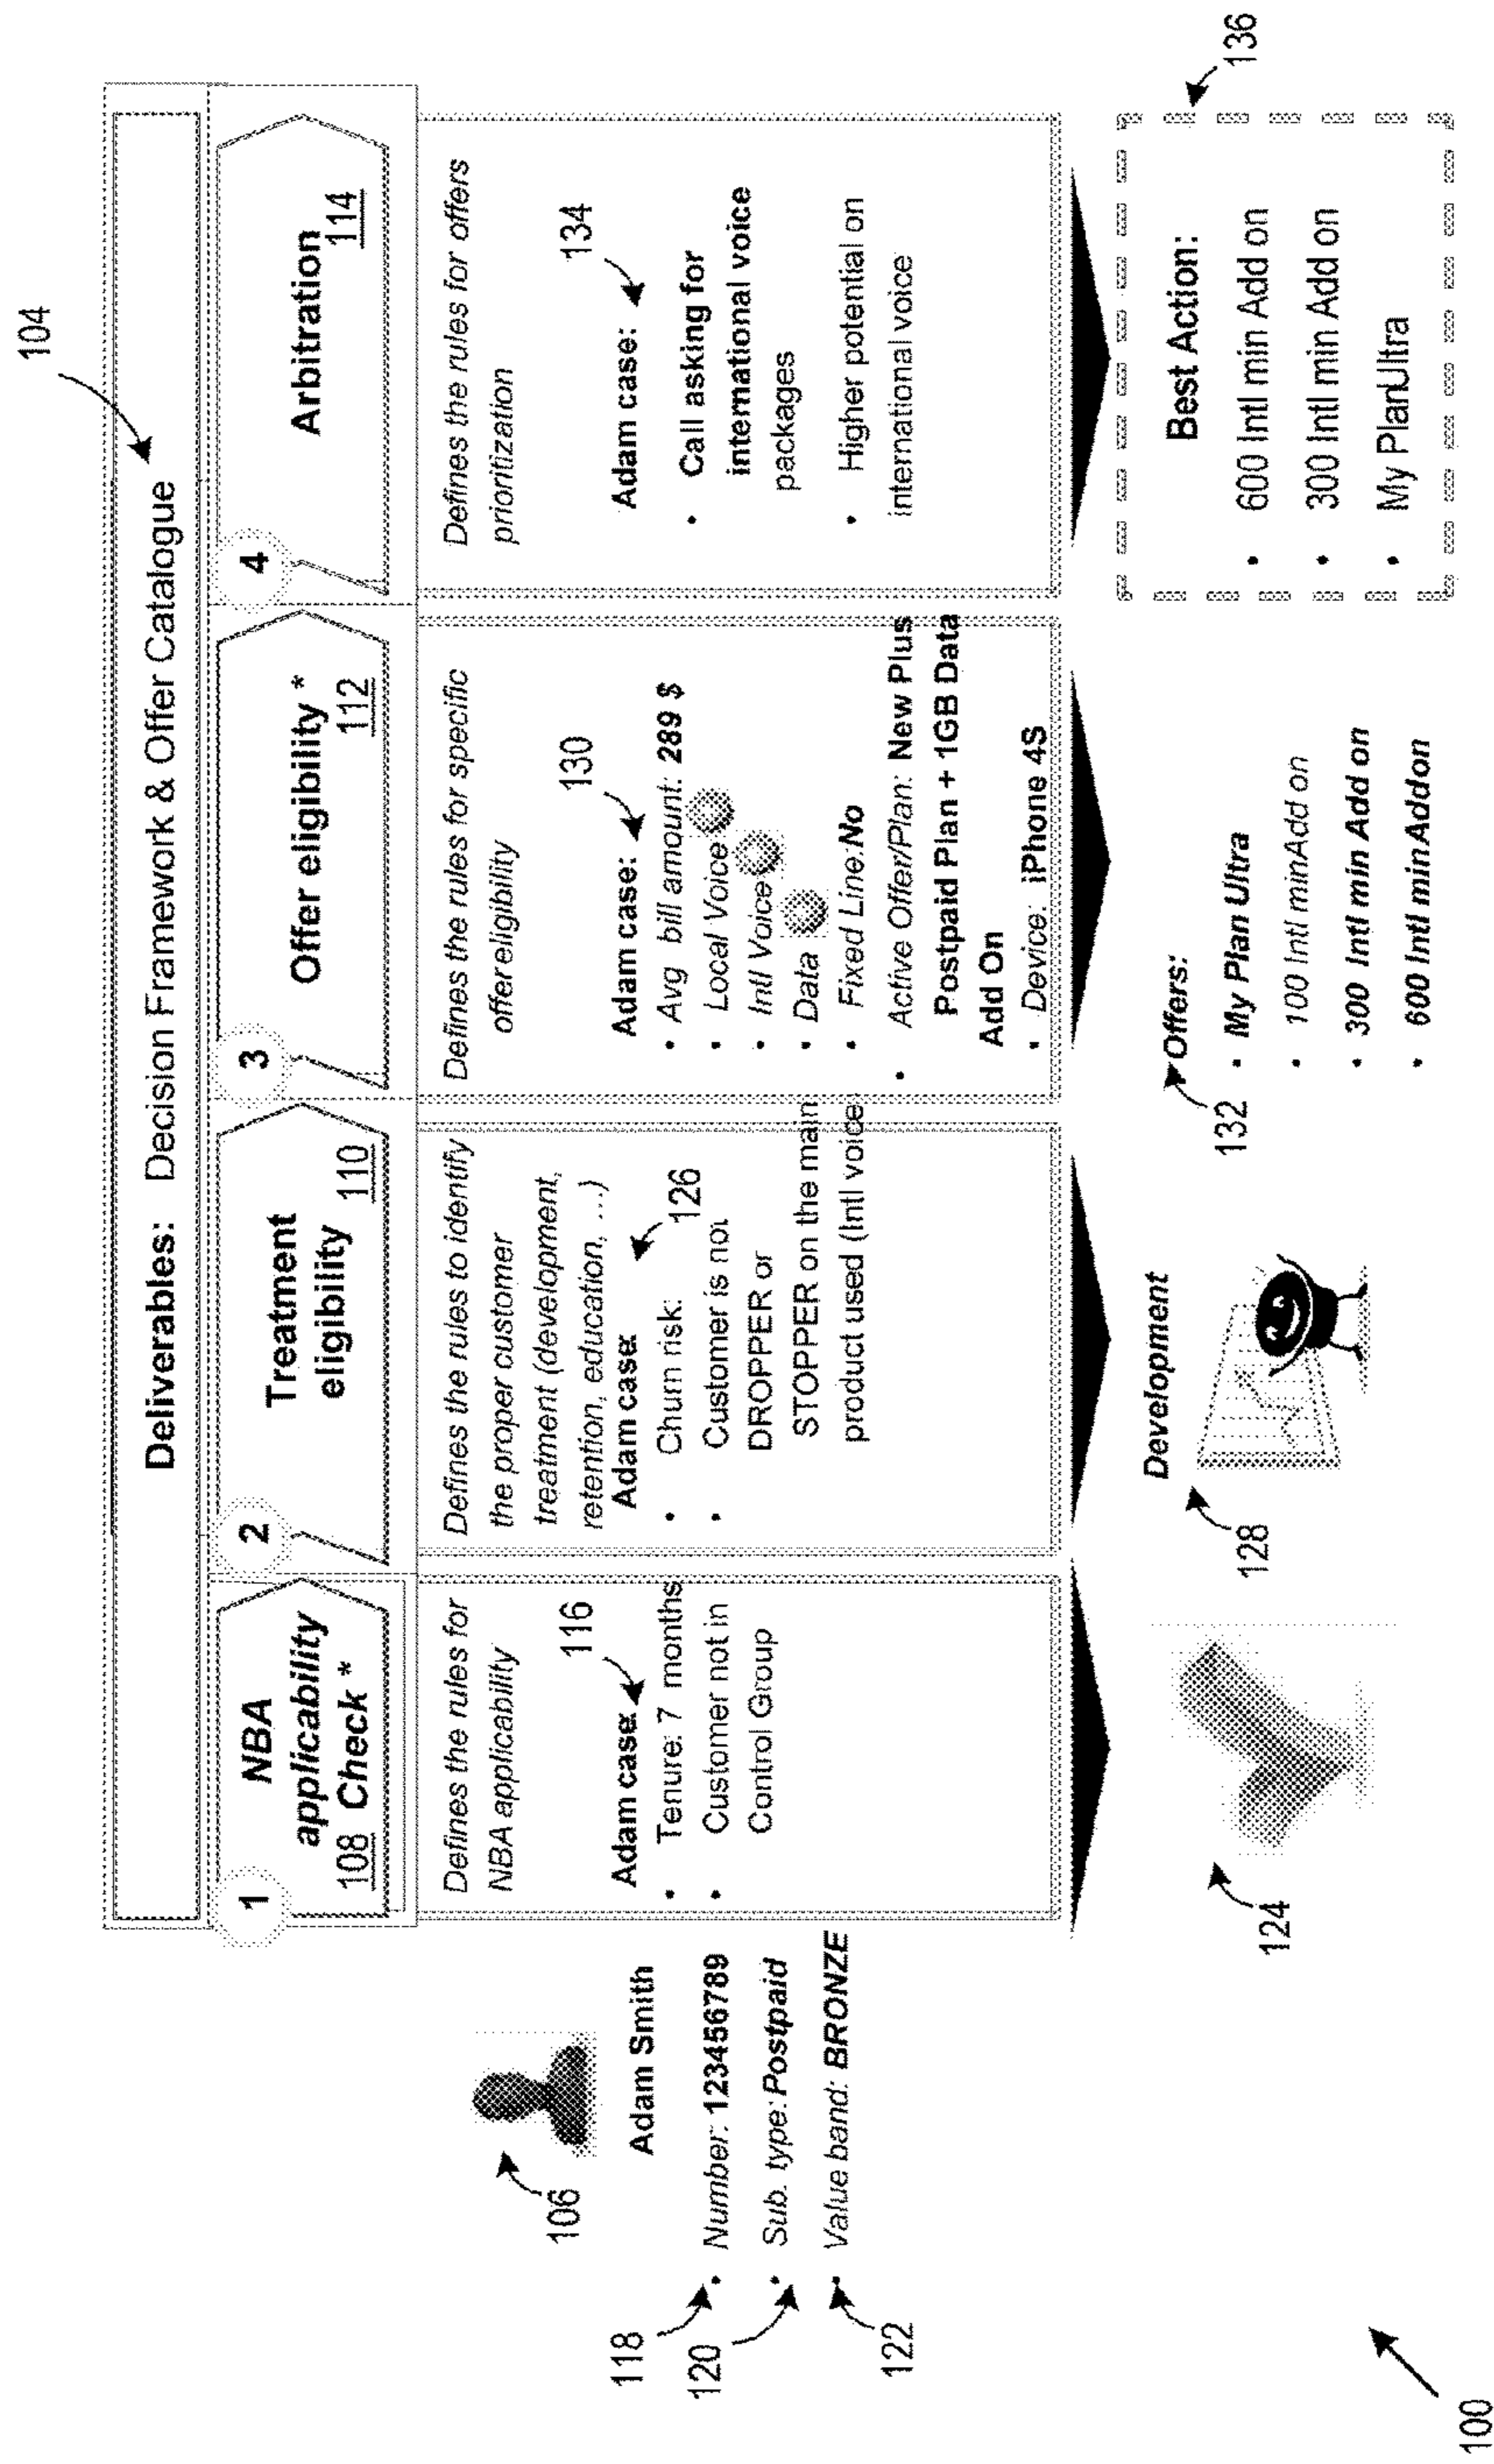 104
Deliverables: Decision Framework & Offer Catalogue
1
NBA
applicability
108 Check *
2
Treatment
eligibility
110
3
Offer eligibility *
112
4
Arbitration
114
106
Adam Smith
118
• Number: 123456789
120
• Sub. type: Postpaid
122
• Value band: BRONZE
Defines the rules for
NBA applicability
116
Adam case:
• Tenure: 7 months
• Customer not in
Control Group
124
Defines the rules to identify
the proper customer
treatment (development,
retention, education, ...)
Adam case:
126
• Churn risk:
• Customer is not
DROPPER or
STOPPER on the main
product used (Intl voice
Development
128
Defines the rules for specific
offer eligibility
130
Adam case:
• Avg bill amount: 289 $
• Local Voice
• Intl Voice
• Data
• Fixed Line: No
• Active Offer/Plan: New Plus
Postpaid Plan + 1GB Data
Add On
• Device: iPhone 4S
132
Offers:
• My Plan Ultra
• 100 Intl minAdd on
• 300 Intl min Add on
• 600 Intl minAddon
Defines the rules for offers
prioritization
134
Adam case:
• Call asking for
international voice
packages
• Higher potential on
international voice
136
Best Action:
• 600 Intl min Add on
• 300 Intl min Add on
• My PlanUltra
100